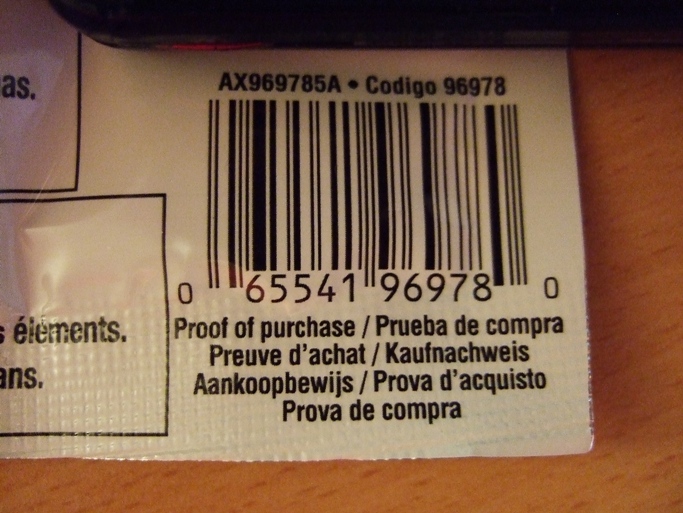 as.
AX969785A • Codigo 96978
0 65541 96978 0
s éléments.
ans.
Proof of purchase / Prueba de compra
Preuve d'achat / Kaufnachweis
Aankoopbewijs / Prova d'acquisto
Prova de compra